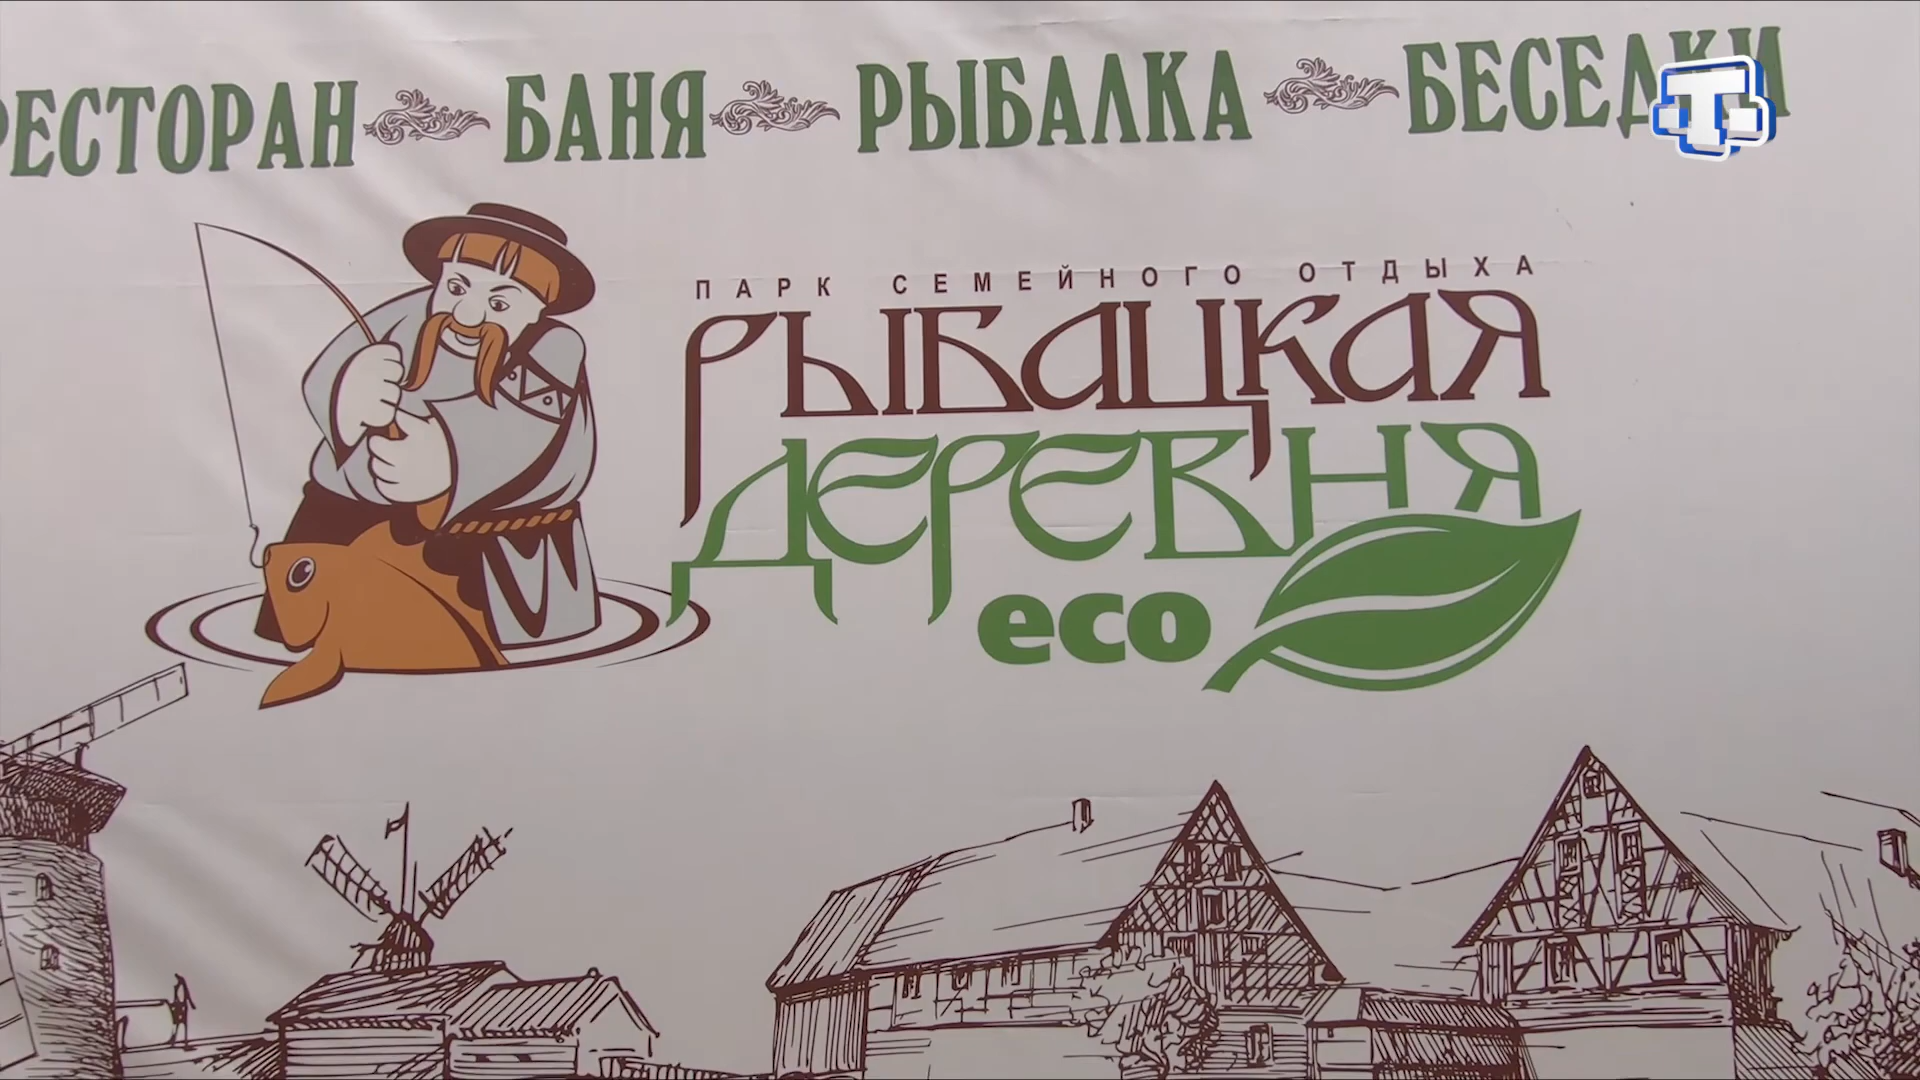 РЕСТОРАН БАНЯ РЫБАЛКА БЕСЕДКИ
ПАРК СЕМЕЙНОГО ОТДЫХА
РЫБАЦКАЯ
ДЕРЕВНЯ
eco
Т